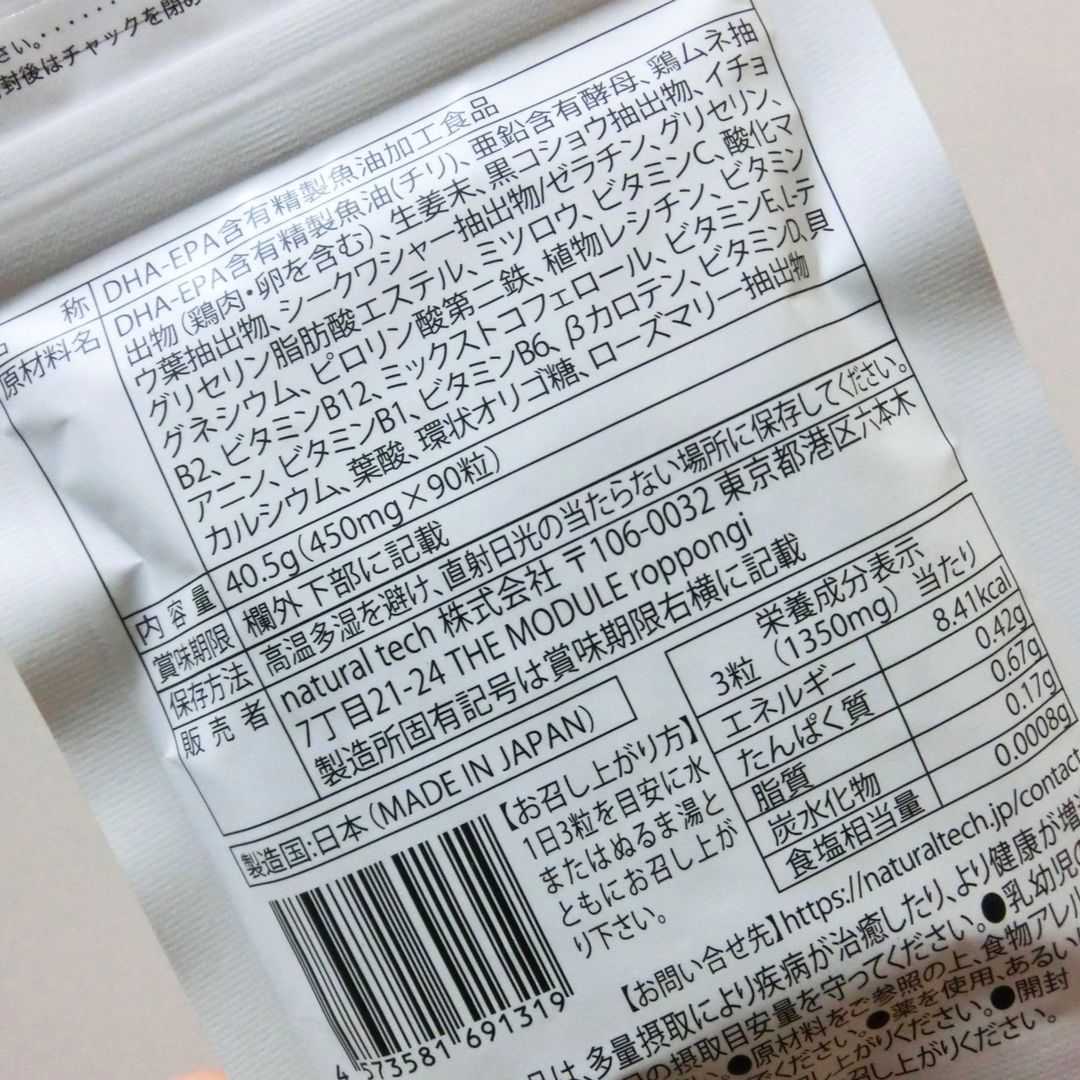 さい。・・・・・
封後はチャックを閉め
称 DHA-EPA含有精製魚油加工食品
原材料名 DHA-EPA含有精製魚油(チリ)、亜鉛含有酵母、鶏ムネ抽
出物(鶏肉・卵を含む)、生姜末、黒コショウ抽出物、イチョ
ウ葉抽出物、シークワシャー抽出物/ゼラチン、グリセリン、
グリセリン脂肪酸エステル、ミツロウ、ビタミンC、酸化マ
グネシウム、ピロリン酸第二鉄、植物レシチン、ビタミン
B2、ビタミンB12、ミックストコフェロール、ビタミンE、L-テ
アニン、ビタミンB1、ビタミンB6、βカロテン、ビタミンD、貝
カルシウム、葉酸、環状オリゴ糖、ローズマリー抽出物
内容量 40.5g(450mg×90粒)
賞味期限 欄外下部に記載
保存方法 高温多湿を避け、直射日光の当たらない場所に保存してください。
販売者 natural tech 株式会社 〒106-0032 東京都港区六本木
7丁目21-24 THE MODULE roppongi
製造所固有記号は賞味期限右横に記載
製造国:日本(MADE IN JAPAN)
栄養成分表示
3粒(1350mg)当たり
エネルギー 8.41kcal
たんぱく質 0.42g
脂質 0.67g
炭水化物 0.17g
食塩相当量 0.0008g
【お召し上がり方】
1日3粒を目安に水
またはぬるま湯と
ともにお召し上が
り下さい。
4 573581 691319
【お問い合せ先】https://naturaltech.jp/contact
は、多量摂取により疾病が治癒したり、より健康が増
の摂取目安量を守ってください。●乳幼児の
●原材料をご参照の上、食物アレル
でください。●薬を使用、あるい
上がりください。●開封
召し上がりください。